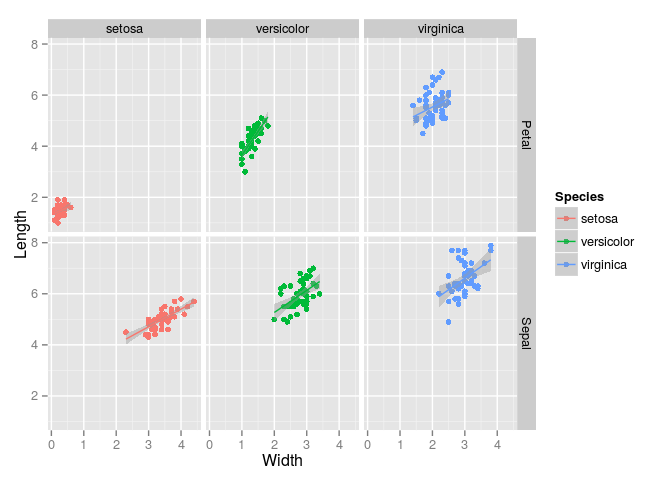 setosa versicolor virginica
8
6
4
2
Petal
8
6
4
2
Sepal
Length
0 1 2 3 4 0 1 2 3 4 0 1 2 3 4
Width
Species
setosa
versicolor
virginica